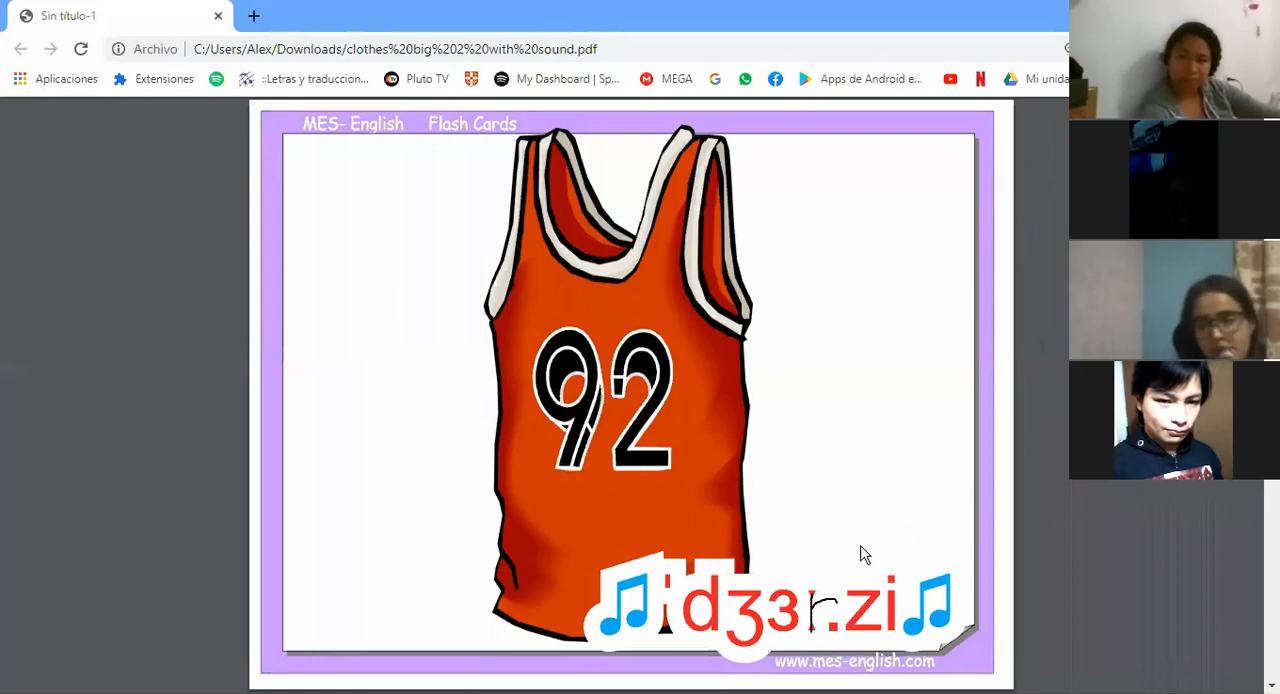 Sin título-1
Archivo C:/Users/Alex/Downloads/clothes%20big%202%20with%20sound.pdf
Aplicaciones Extensiones ::Letras y traduccion... Pluto TV My Dashboard | Sp... MEGA WhatsApp Apps de Android e... Mi unida
MES- English Flash Cards
92
ˈdʒɜr.zi
www.mes-english.com